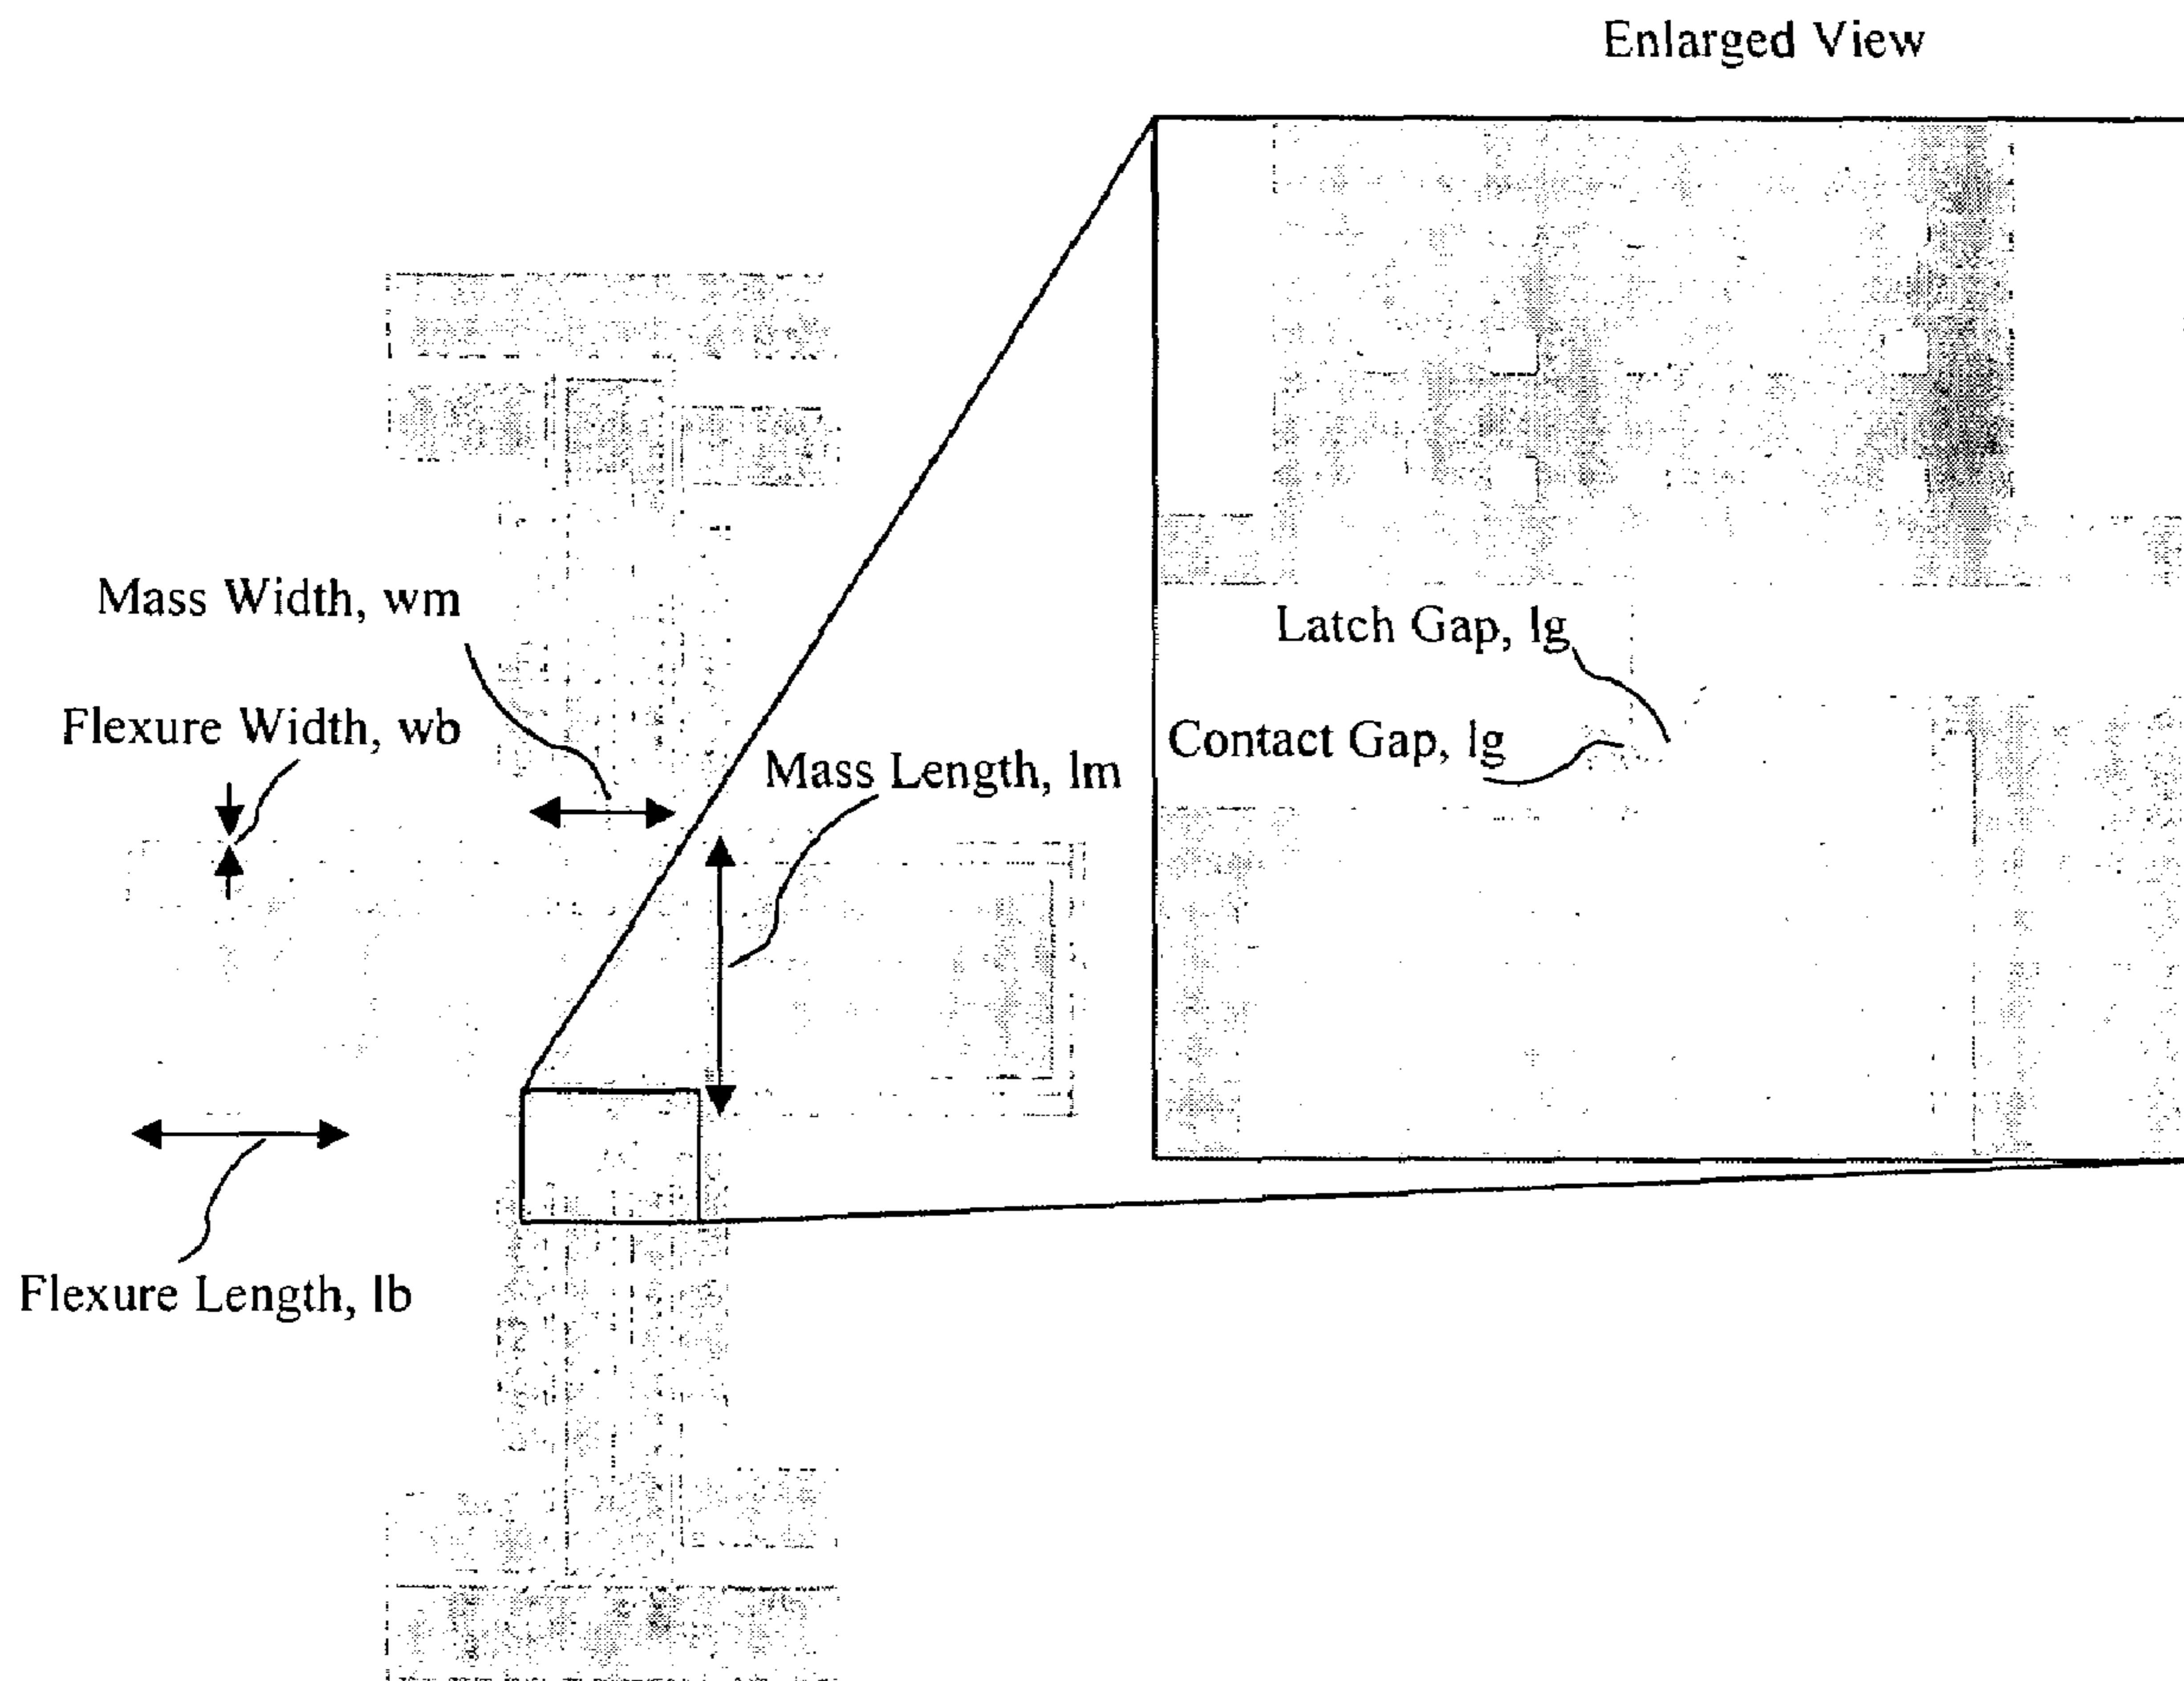 Enlarged View
Mass Width, wm
Latch Gap, lg
Flexure Width, wb
Contact Gap, lg
Mass Length, lm
Flexure Length, lb